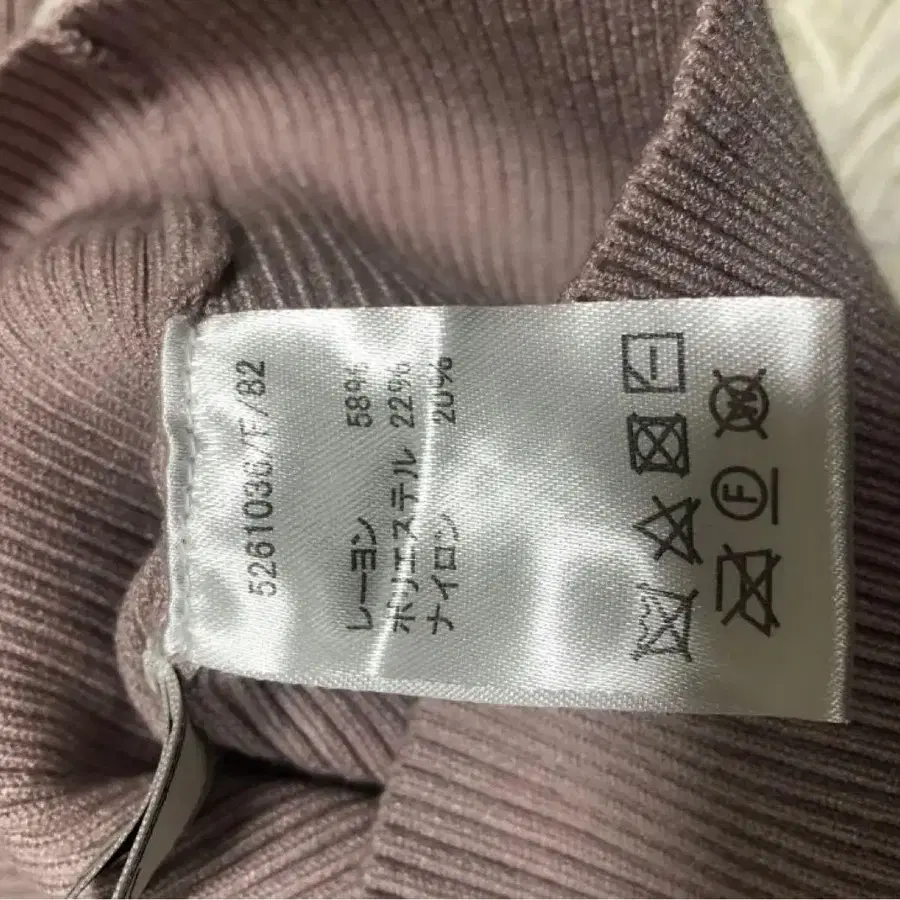 5261036/F/82
レーヨン 58%
ポリエステル 22%
ナイロン 20%
F
W